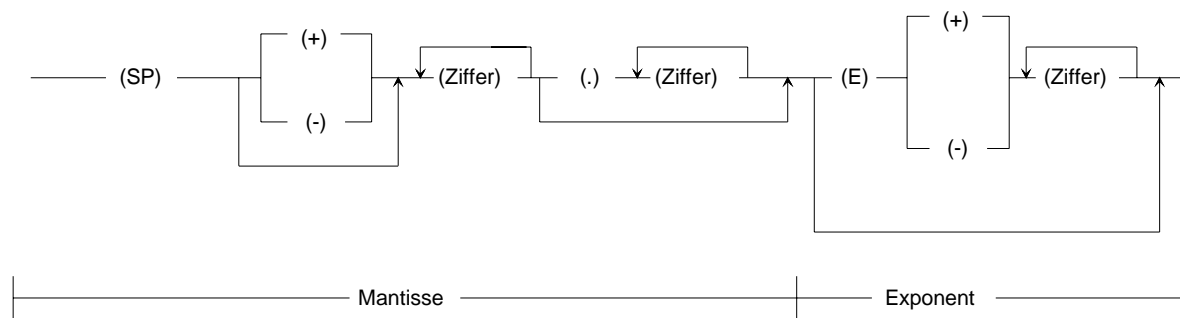 (+) (+)
(SP) (Ziffer) (.) (Ziffer) (E) (Ziffer)
(-) (-)
Mantisse Exponent